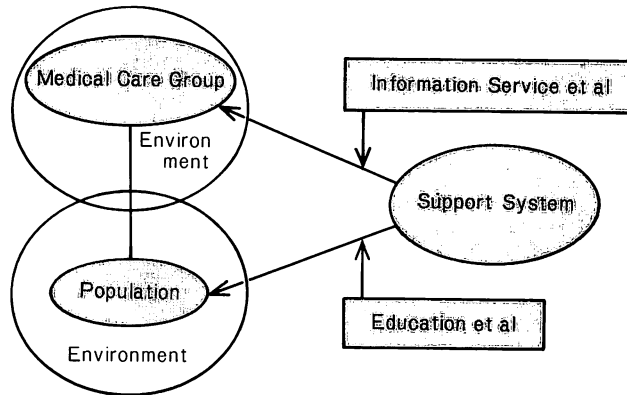 Medical Care Group
Information Service et al
Environ
ment
Support System
Population
Education et al
Environment